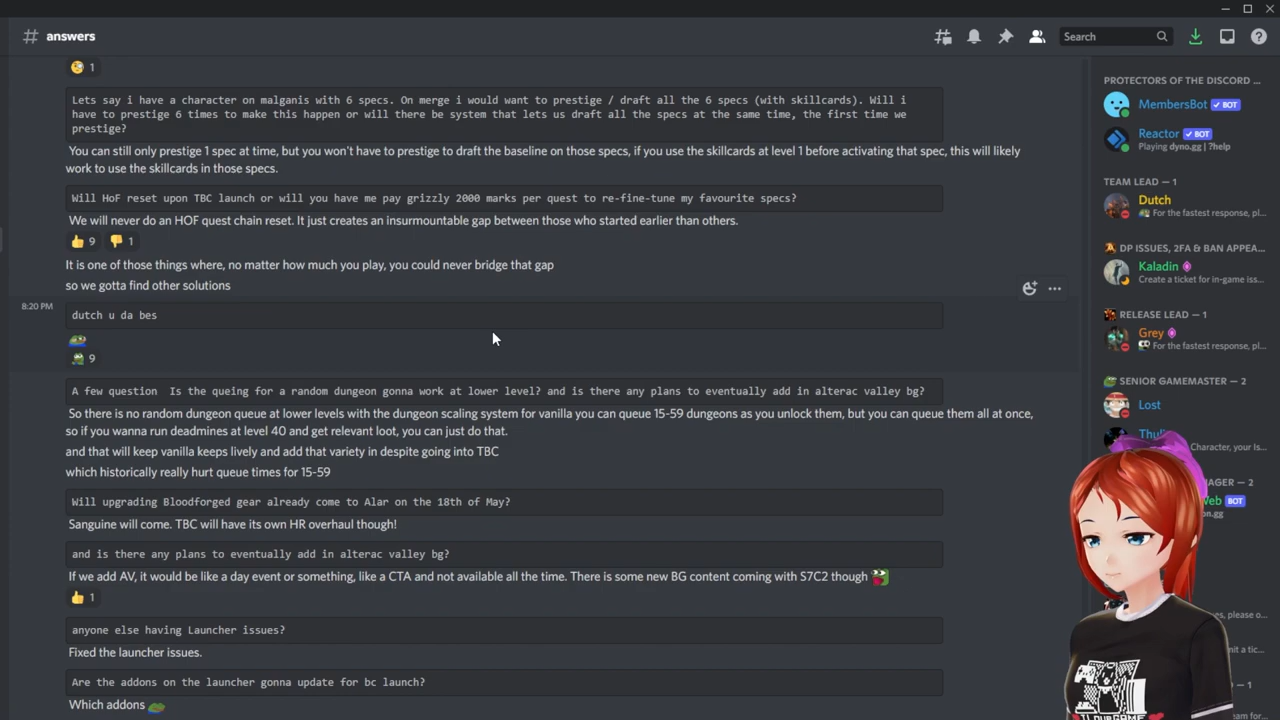 answers
Search
1
Lets say i have a character on malganis with 6 specs. On merge i would want to prestige / draft all the 6 specs (with skillcards). Will i
have to prestige 6 times to make this happen or will there be system that lets us draft all the specs at the same time, the first time we
prestige?
You can still only prestige 1 spec at time, but you won't have to prestige to draft the baseline on those specs, if you use the skillcards at level 1 before activating that spec, this will likely
work to use the skillcards in those specs.
Will HoF reset upon TBC launch or will you have me pay grizzly 2000 marks per quest to re-fine-tune my favourite specs?
We will never do an HOF quest chain reset. It just creates an insurmountable gap between those who started earlier than others.
9 1
It is one of those things where, no matter how much you play, you could never bridge that gap
so we gotta find other solutions
8:20 PM
dutch u da bes
9
A few question  Is the queing for a random dungeon gonna work at lower level? and is there any plans to eventually add in alterac valley bg?
So there is no random dungeon queue at lower levels with the dungeon scaling system for vanilla you can queue 15-59 dungeons as you unlock them, but you can queue them all at once,
so if you wanna run deadmines at level 40 and get relevant loot, you can just do that.
and that will keep vanilla keeps lively and add that variety in despite going into TBC
which historically really hurt queue times for 15-59
Will upgrading Bloodforged gear already come to Alar on the 18th of May?
Sanguine will come. TBC will have its own HR overhaul though!
and is there any plans to eventually add in alterac valley bg?
If we add AV, it would be like a day event or something, like a CTA and not available all the time. There is some new BG content coming with S7C2 though
1
anyone else having Launcher issues?
Fixed the launcher issues.
Are the addons on the launcher gonna update for bc launch?
Which addons
PROTECTORS OF THE DISCORD ...
MembersBot ✓ BOT
Reactor ✓ BOT
Playing dyno.gg | ?help
TEAM LEAD — 1
Dutch
For the fastest response, pl...
DP ISSUES, 2FA & BAN APPEA...
Kaladin
Create a ticket for in-game iss...
RELEASE LEAD — 1
Grey
For the fastest response, pl...
SENIOR GAMEMASTER — 2
Lost
Character, your Is...
— 2
BOT
please o...
mit a tic...
— 1